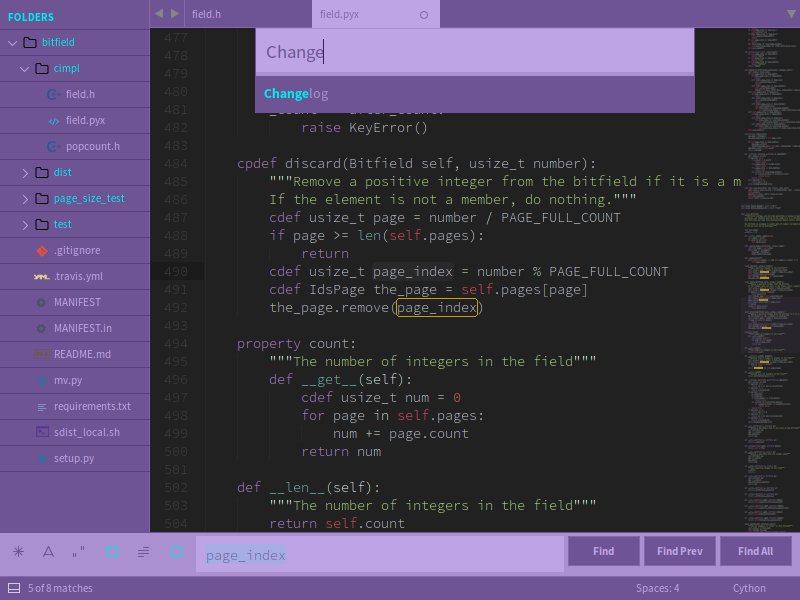 FOLDERS
bitfield
cimpl
field.h
field.pyx
popcount.h
dist
page_size_test
test
.gitignore
.travis.yml
MANIFEST
MANIFEST.in
README.md
mv.py
requirements.txt
sdist_local.sh
setup.py
field.h
field.pyx
Change
Changelog
477
478
479
480
481
482 raise KeyError()
483
484 cpdef discard(Bitfield self, usize_t number):
485 """Remove a positive integer from the bitfield if it is a m
486 If the element is not a member, do nothing."""
487 cdef usize_t page = number / PAGE_FULL_COUNT
488 if page >= len(self.pages):
489 return
490 cdef usize_t page_index = number % PAGE_FULL_COUNT
491 cdef IdsPage the_page = self.pages[page]
492 the_page.remove(page_index)
493
494 property count:
495 """The number of integers in the field"""
496 def __get__(self):
497 cdef usize_t num = 0
498 for page in self.pages:
499 num += page.count
500 return num
501
502 def __len__(self):
503 """The number of integers in the field"""
504 return self.count
page_index
Find
Find Prev
Find All
5 of 8 matches
Spaces: 4
Cython